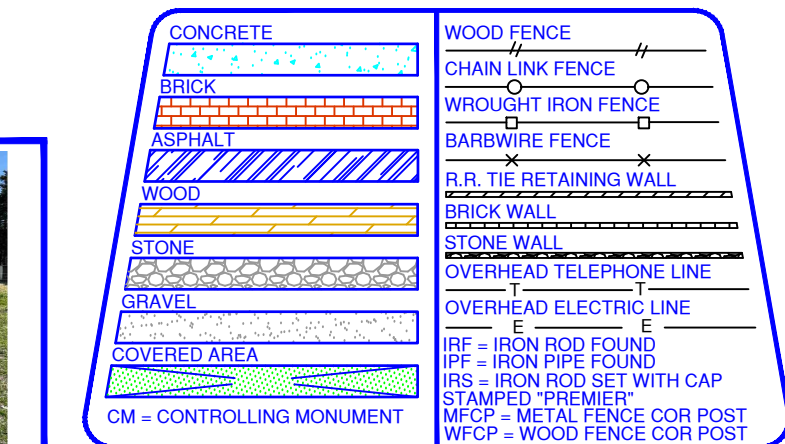 CONCRETE
BRICK
ASPHALT
WOOD
STONE
GRAVEL
COVERED AREA
CM = CONTROLLING MONUMENT
WOOD FENCE
CHAIN LINK FENCE
WROUGHT IRON FENCE
BARBWIRE FENCE
R.R. TIE RETAINING WALL
BRICK WALL
STONE WALL
OVERHEAD TELEPHONE LINE
T T
OVERHEAD ELECTRIC LINE
E E
IRF = IRON ROD FOUND
IPF = IRON PIPE FOUND
IRS = IRON ROD SET WITH CAP
STAMPED "PREMIER"
MFCP = METAL FENCE COR POST
WFCP = WOOD FENCE COR POST